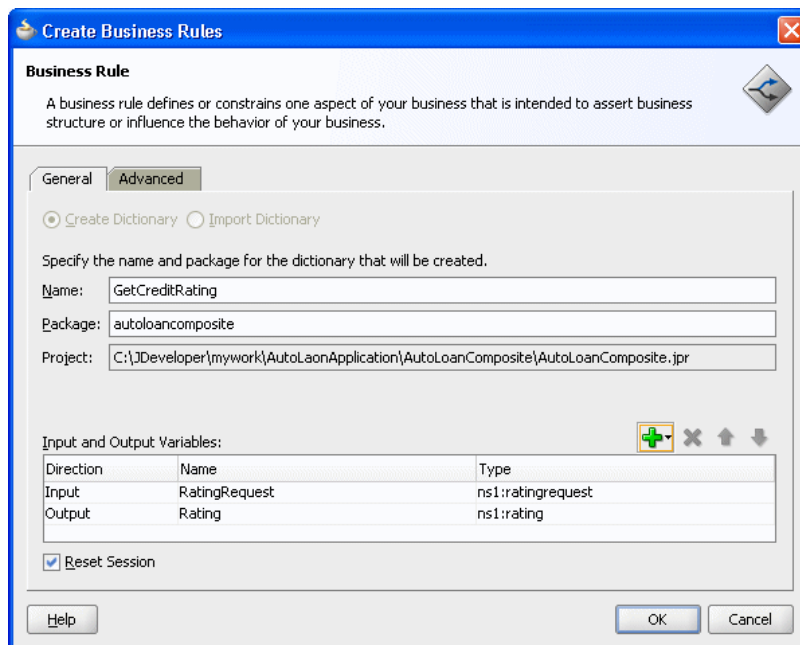 Create Business Rules
Business Rule
A business rule defines or constrains one aspect of your business that is intended to assert business
structure or influence the behavior of your business.
General Advanced
Create Dictionary Import Dictionary
Specify the name and package for the dictionary that will be created.
Name: GetCreditRating
Package: autoloancomposite
Project: C:\JDeveloper\mywork\AutoLaonApplication\AutoLoanComposite\AutoLoanComposite.jpr
Input and Output Variables:
Direction Name Type
Input RatingRequest ns1:ratingrequest
Output Rating ns1:rating
Reset Session
Help OK Cancel